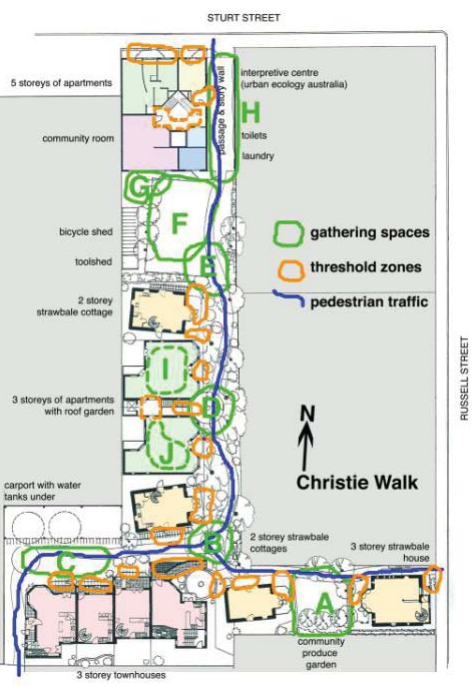 STURT STREET
5 storeys of apartments
passage & story wall
interpretive centre
(urban ecology australia)
H
community room
toilets
laundry
G
F
bicycle shed
gathering spaces
toolshed
E
threshold zones
2 storey
strawbale cottage
pedestrian traffic
I
RUSSELL STREET
3 storeys of apartments
with roof garden
D
N
J
Christie Walk
carport with water
tanks under
B
2 storey strawbale
cottages
3 storey strawbale
house
C
A
community
produce
garden
3 storey townhouses